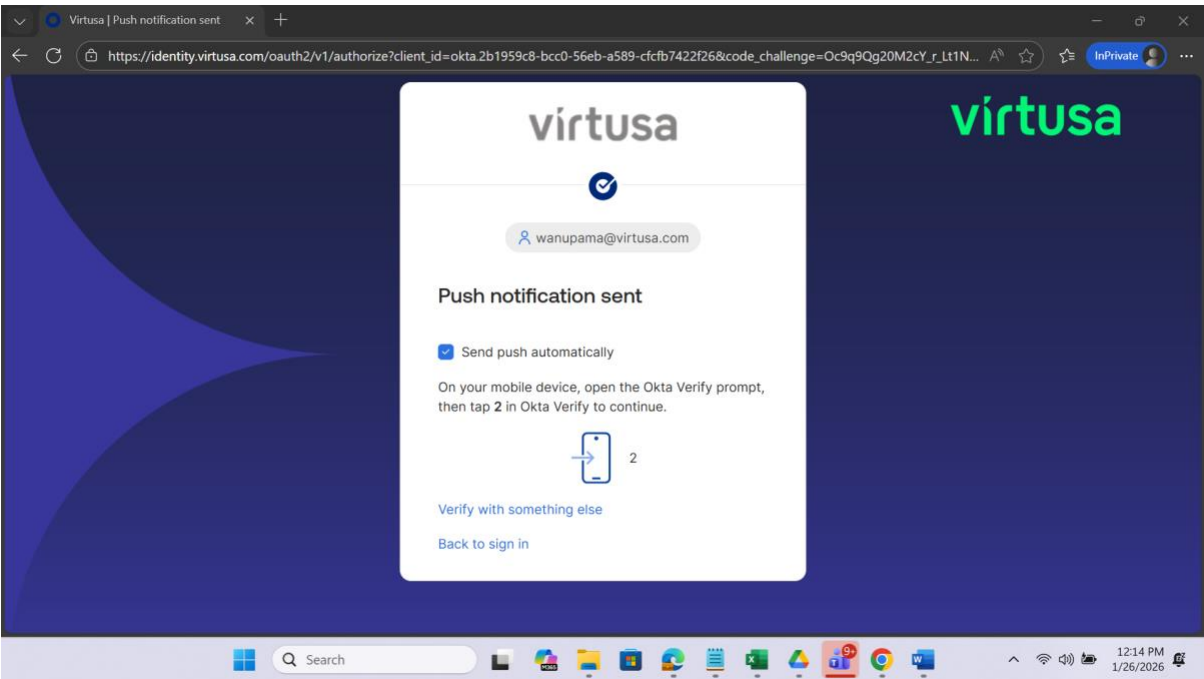 Virtusa | Push notification sent
https://identity.virtusa.com/oauth2/v1/authorize?client_id=okta.2b1959c8-bcc0-56eb-a589-cfcfb7422f26&code_challenge=Oc9q9Qg20M2cY_r_Lt1N...
InPrivate
virtusa
virtusa
wanupama@virtusa.com
Push notification sent
Send push automatically
On your mobile device, open the Okta Verify prompt,
then tap 2 in Okta Verify to continue.
2
Verify with something else
Back to sign in
Search
9+
12:14 PM
1/26/2026